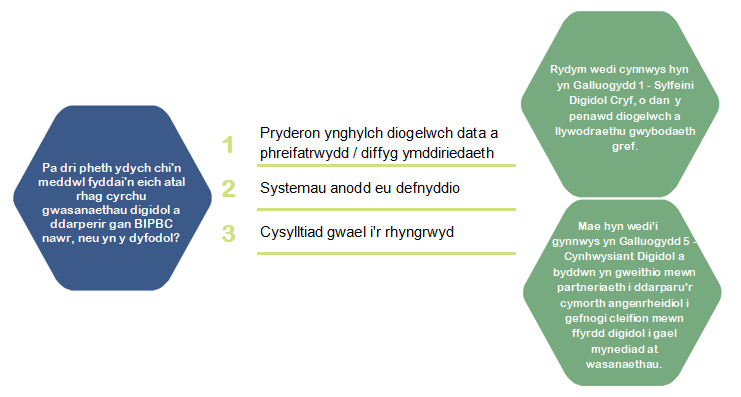 Pa dri pheth ydych chi'n
meddwl fyddai'n eich atal
rhag cyrchu
gwasanaethau digidol a
ddarperir gan BIPBC
nawr, neu yn y dyfodol?
1
Pryderon ynghylch diogelwch data a
phreifatrwydd / diffyg ymddiriedaeth
2
Systemau anodd eu defnyddio
3
Cysylltiad gwael i'r rhyngrwyd
Rydym wedi cynnwys hyn
yn Galluogydd 1 - Sylfeini
Digidol Cryf, o dan y
penawd diogelwch a
llywodraethu gwybodaeth
gref.
Mae hyn wedi'i
gynnwys yn Galluogydd 5 -
Cynhwysiant Digidol a
byddwn yn gweithio mewn
partneriaeth i ddarparu'r
cymorth angenrheidiol i
gefnogi cleifion mewn
ffyrdd digidol i gael
mynediad at
wasanaethau.